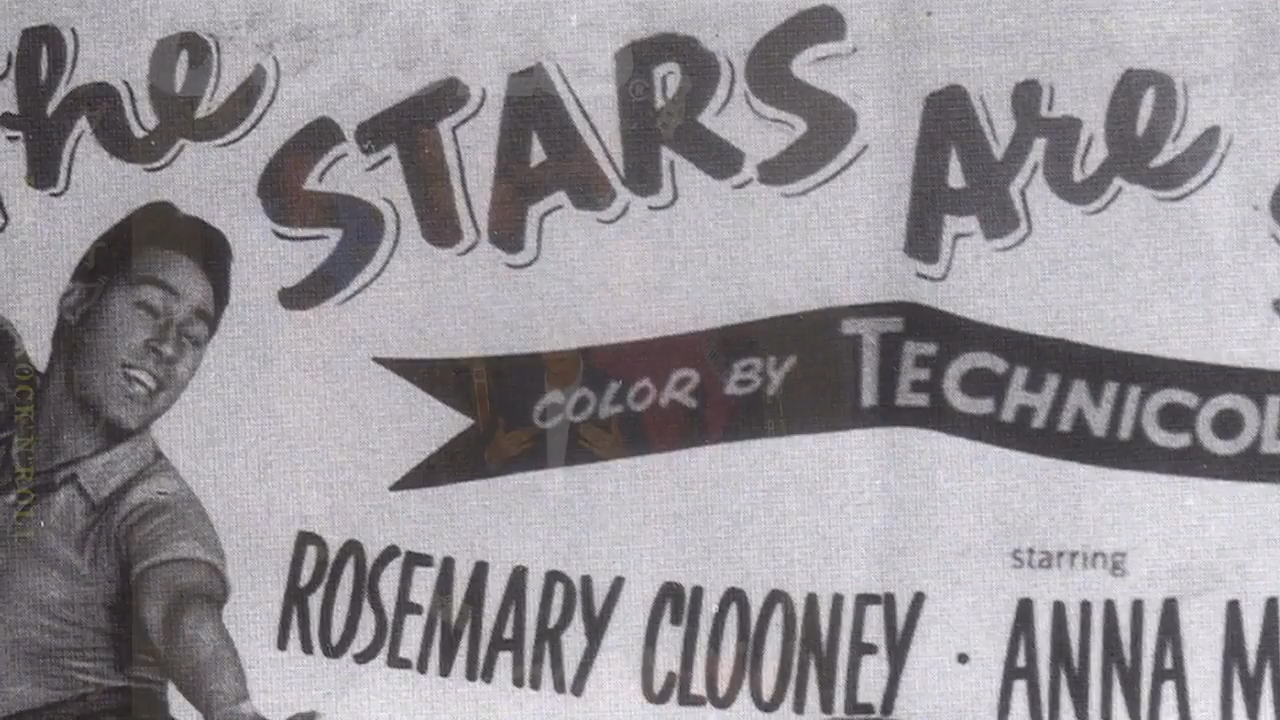 he STARS Are
COLOR BY TECHNICOL
starring
ROSEMARY CLOONEY · ANNA M